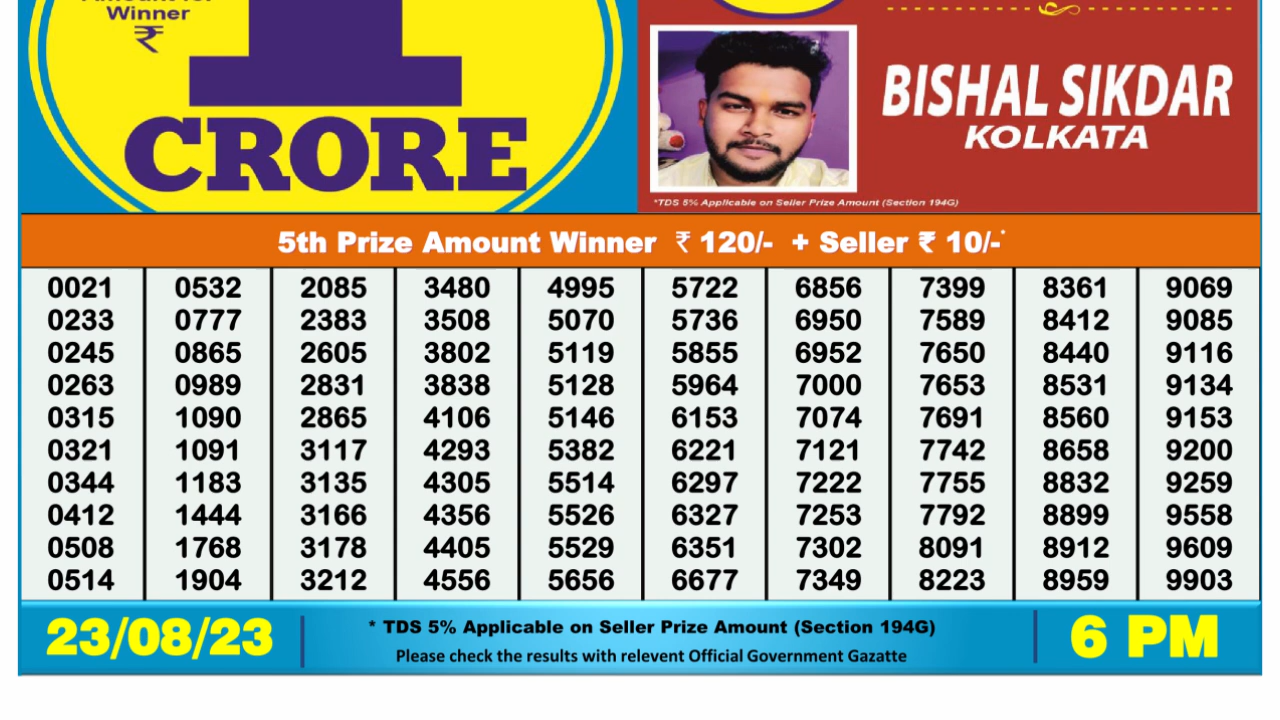 Winner
₹
1
CRORE
BISHAL SIKDAR
KOLKATA
*TDS 5% Applicable on Seller Prize Amount (Section 194G)
5th Prize Amount Winner ₹ 120/- + Seller ₹ 10/-*
0021 0532 2085 3480 4995 5722 6856 7399 8361 9069
0233 0777 2383 3508 5070 5736 6950 7589 8412 9085
0245 0865 2605 3802 5119 5855 6952 7650 8440 9116
0263 0989 2831 3838 5128 5964 7000 7653 8531 9134
0315 1090 2865 4106 5146 6153 7074 7691 8560 9153
0321 1091 3117 4293 5382 6221 7121 7742 8658 9200
0344 1183 3135 4305 5514 6297 7222 7755 8832 9259
0412 1444 3166 4356 5526 6327 7253 7792 8899 9558
0508 1768 3178 4405 5529 6351 7302 8091 8912 9609
0514 1904 3212 4556 5656 6677 7349 8223 8959 9903
23/08/23
* TDS 5% Applicable on Seller Prize Amount (Section 194G)
Please check the results with relevent Official Government Gazatte
6 PM